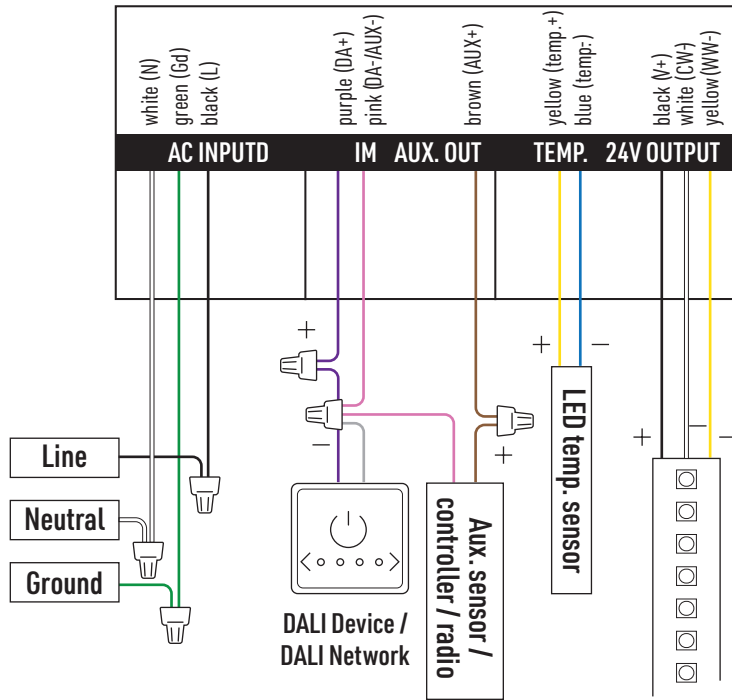 white (N)
green (Gd)
black (L)
purple (DA+)
pink (DA-/AUX-)
brown (AUX+)
yellow (temp.+)
blue (temp-)
black (V+)
white (CW-)
yellow (WW-)
AC INPUTD
IM
AUX. OUT
TEMP.
24V OUTPUT
+
+
−
−
+
+
−
−
Line
Neutral
Ground
DALI Device /
DALI Network
Aux. sensor /
controller / radio
LED temp. sensor